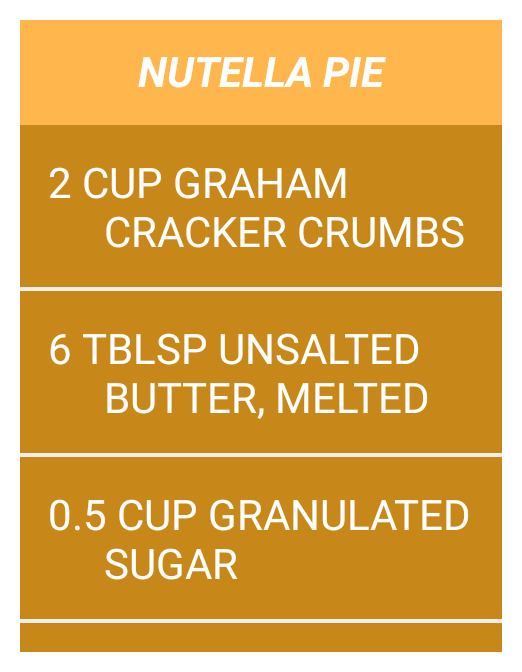 NUTELLA PIE
2 CUP GRAHAM
CRACKER CRUMBS
6 TBLSP UNSALTED
BUTTER, MELTED
0.5 CUP GRANULATED
SUGAR